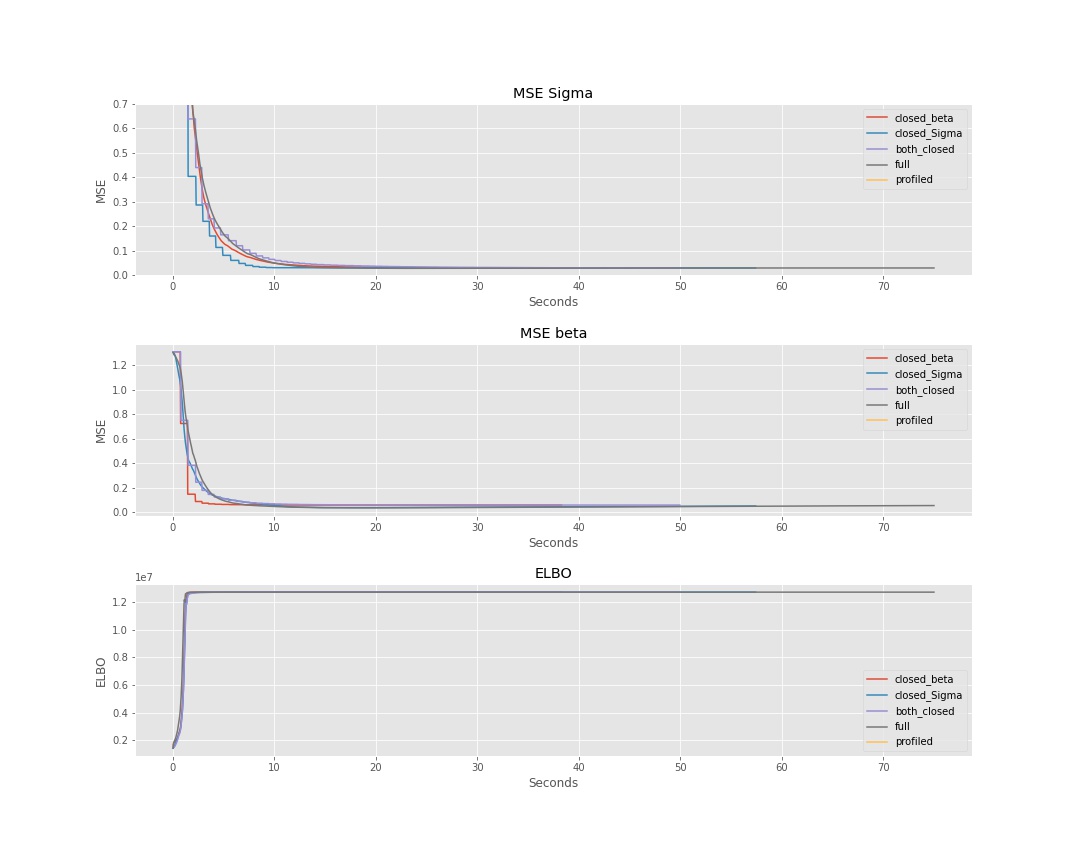 MSE Sigma
0.7
0.6
0.5
0.4
0.3
0.2
0.1
0.0
MSE
closed_beta
closed_Sigma
both_closed
full
profiled
0 10 20 30 40 50 60 70
Seconds
MSE beta
1.2
1.0
0.8
0.6
0.4
0.2
0.0
MSE
closed_beta
closed_Sigma
both_closed
full
profiled
0 10 20 30 40 50 60 70
Seconds
ELBO
1e7
1.2
1.0
0.8
0.6
0.4
0.2
ELBO
closed_beta
closed_Sigma
both_closed
full
profiled
0 10 20 30 40 50 60 70
Seconds